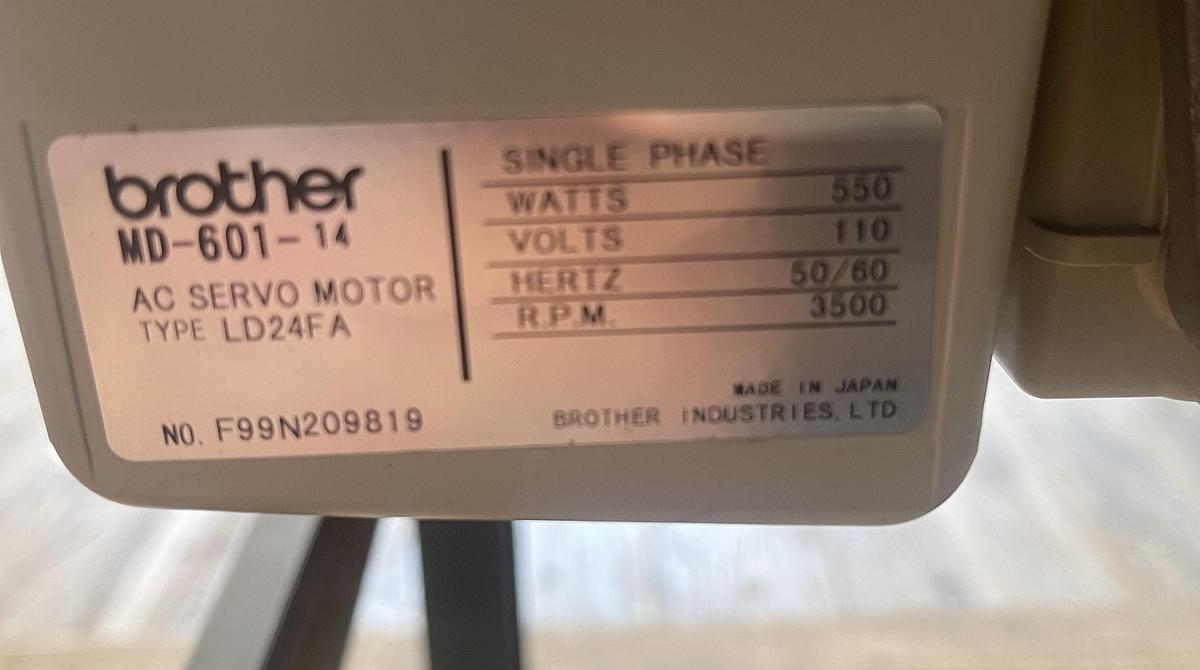 brother
MD-601-14
AC SERVO MOTOR
TYPE LD24FA
NO. F99N209819
SINGLE PHASE
WATTS 550
VOLTS 110
HERTZ 50/60
R.P.M. 3500
MADE IN JAPAN
BROTHER INDUSTRIES, LTD.